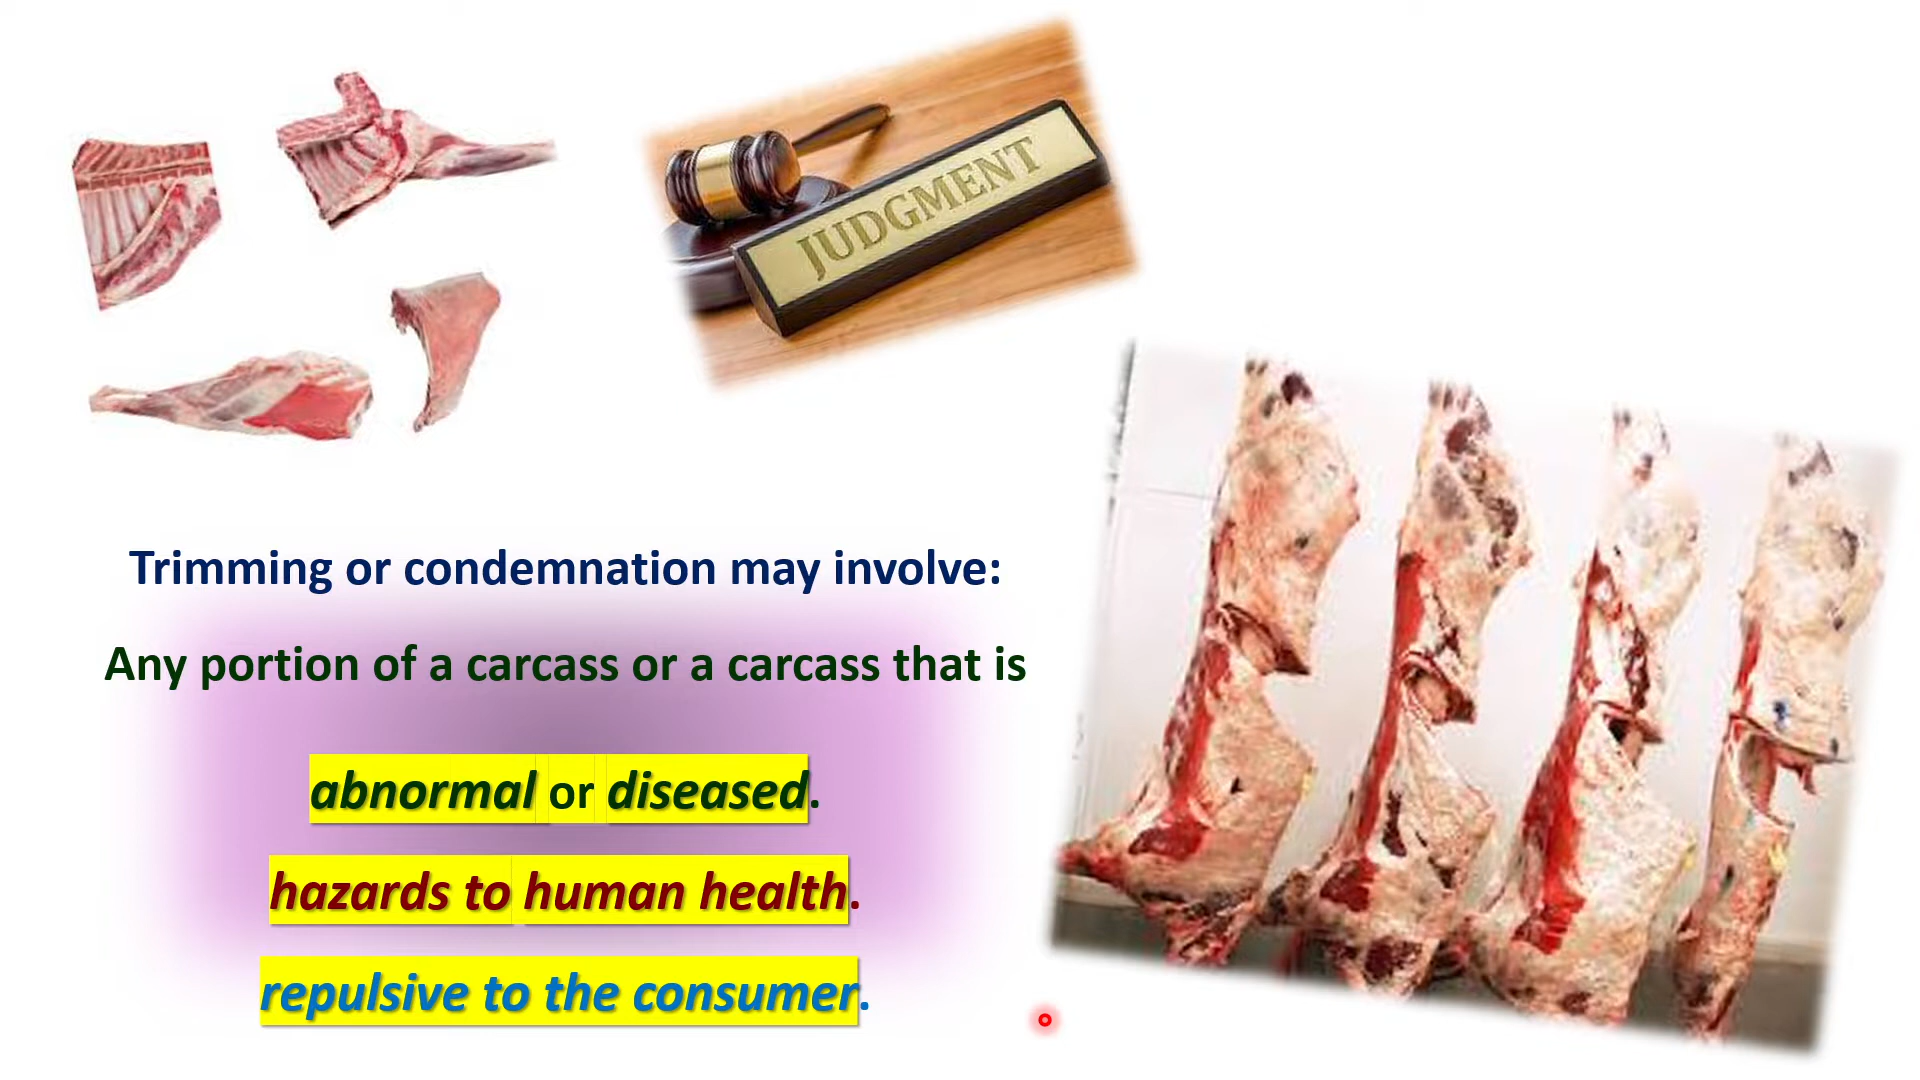 JUDGMENT
Trimming or condemnation may involve:
Any portion of a carcass or a carcass that is
abnormal or diseased.
hazards to human health.
repulsive to the consumer.